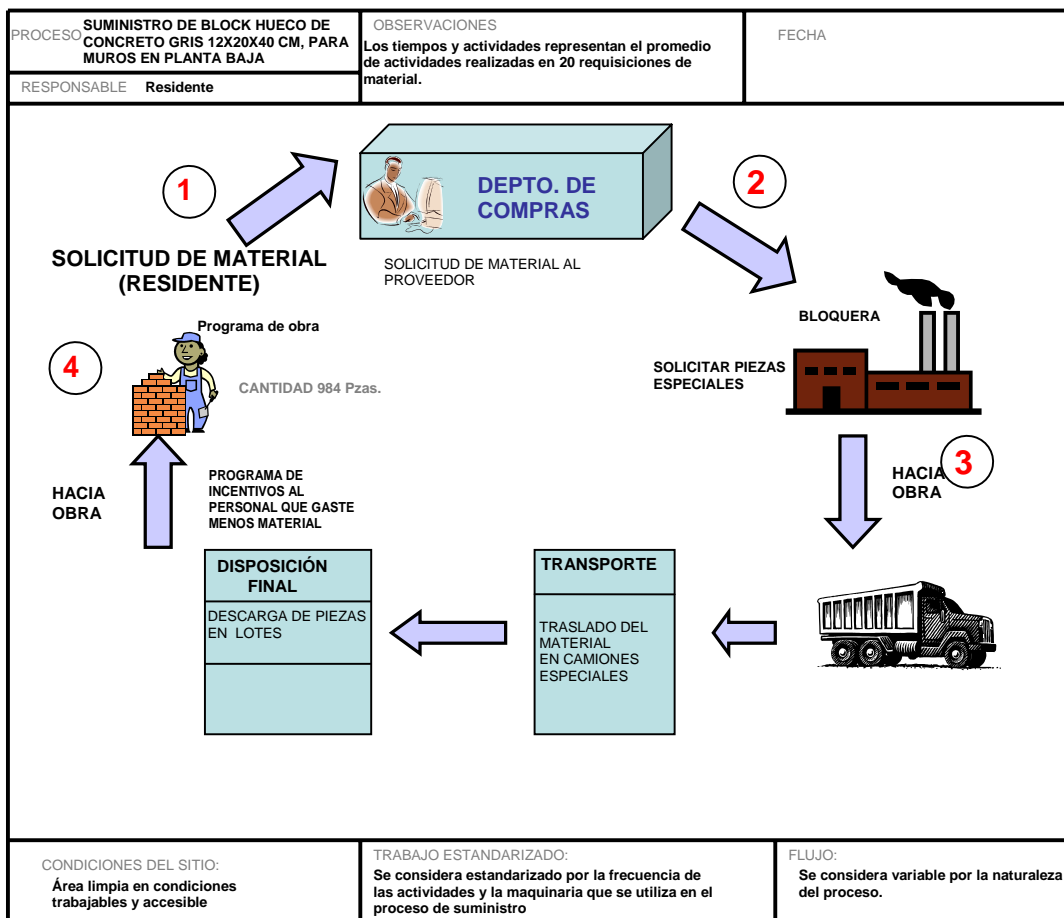 PROCESO
SUMINISTRO DE BLOCK HUECO DE
CONCRETO GRIS 12X20X40 CM, PARA
MUROS EN PLANTA BAJA
RESPONSABLE Residente
OBSERVACIONES
Los tiempos y actividades representan el promedio
de actividades realizadas en 20 requisiciones de
material.
FECHA
1
SOLICITUD DE MATERIAL
(RESIDENTE)
DEPTO. DE
COMPRAS
SOLICITUD DE MATERIAL AL
PROVEEDOR
2
BLOQUERA
SOLICITAR PIEZAS
ESPECIALES
3
HACIA
OBRA
TRANSPORTE
TRASLADO DEL
MATERIAL
EN CAMIONES
ESPECIALES
DISPOSICIÓN
FINAL
DESCARGA DE PIEZAS
EN LOTES
HACIA
OBRA
PROGRAMA DE
INCENTIVOS AL
PERSONAL QUE GASTE
MENOS MATERIAL
4
Programa de obra
CANTIDAD 984 Pzas.
CONDICIONES DEL SITIO:
Área limpia en condiciones
trabajables y accesible
TRABAJO ESTANDARIZADO:
Se considera estandarizado por la frecuencia de
las actividades y la maquinaria que se utiliza en el
proceso de suministro
FLUJO:
Se considera variable por la naturaleza
del proceso.